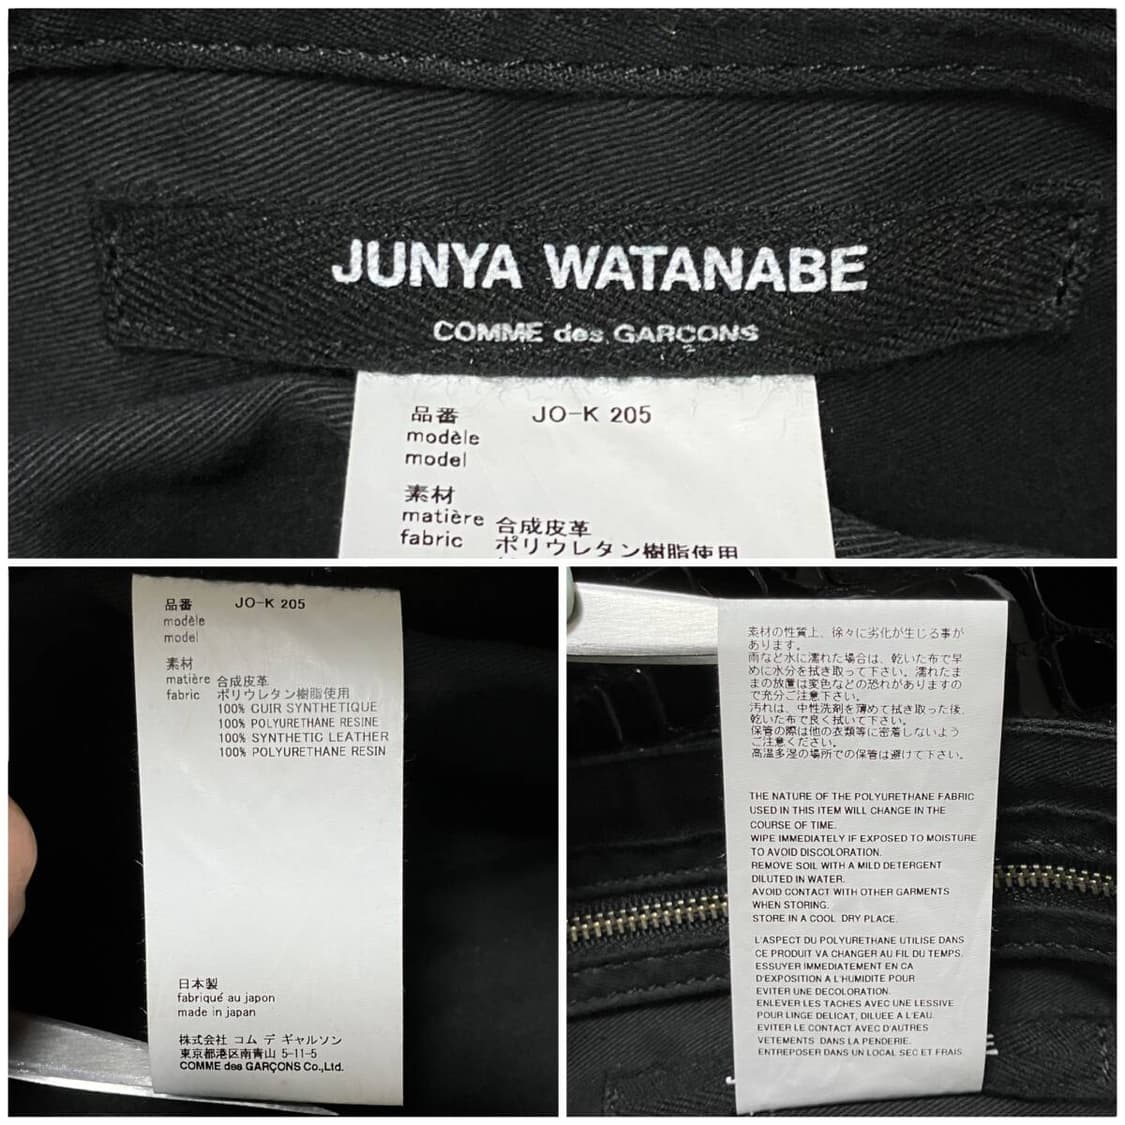 JUNYA WATANABE
COMME des GARÇONS
品番 JO-K 205
modèle
model
素材
matière 合成皮革
fabric ポリウレタン樹脂使用
品番 JO-K 205
modèle
model
素材
matière 合成皮革
fabric ポリウレタン樹脂使用
100% CUIR SYNTHETIQUE
100% POLYURETHANE RESINE
100% SYNTHETIC LEATHER
100% POLYURETHANE RESIN
日本製
fabriqué au japon
made in japan
株式会社 コム デ ギャルソン
東京都港区南青山 5-11-5
COMME des GARÇONS Co.,Ltd.
素材の性質上、徐々に劣化が生じる事が
あります。
雨など水に濡れた場合は、乾いた布で早
めに水分を拭き取って下さい。濡れたま
まの放置は変色などの恐れがありますの
で充分ご注意下さい。
汚れは、中性洗剤を薄めて拭き取った後、
乾いた布で良く拭いて下さい。
保管の際は他の衣類等に密着しないよう
ご注意ください。
高温多湿の場所での保管は避けて下さい。
THE NATURE OF THE POLYURETHANE FABRIC
USED IN THIS ITEM WILL CHANGE IN THE
COURSE OF TIME.
WIPE IMMEDIATELY IF EXPOSED TO MOISTURE
TO AVOID DISCOLORATION.
REMOVE SOIL WITH A MILD DETERGENT
DILUTED IN WATER.
AVOID CONTACT WITH OTHER GARMENTS
WHEN STORING.
STORE IN A COOL DRY PLACE.
L'ASPECT DU POLYURETHANE UTILISE DANS
CE PRODUIT VA CHANGER AU FIL DU TEMPS.
ESSUYER IMMEDIATEMENT EN CA
D'EXPOSITION A L'HUMIDITE POUR
EVITER UNE DECOLORATION.
ENLEVER LES TACHES AVEC UNE LESSIVE
POUR LINGE DELICAT, DILUEE A L'EAU.
EVITER LE CONTACT AVEC D'AUTRES
VETEMENTS DANS LA PENDERIE.
ENTREPOSER DANS UN LOCAL SEC ET FRAIS